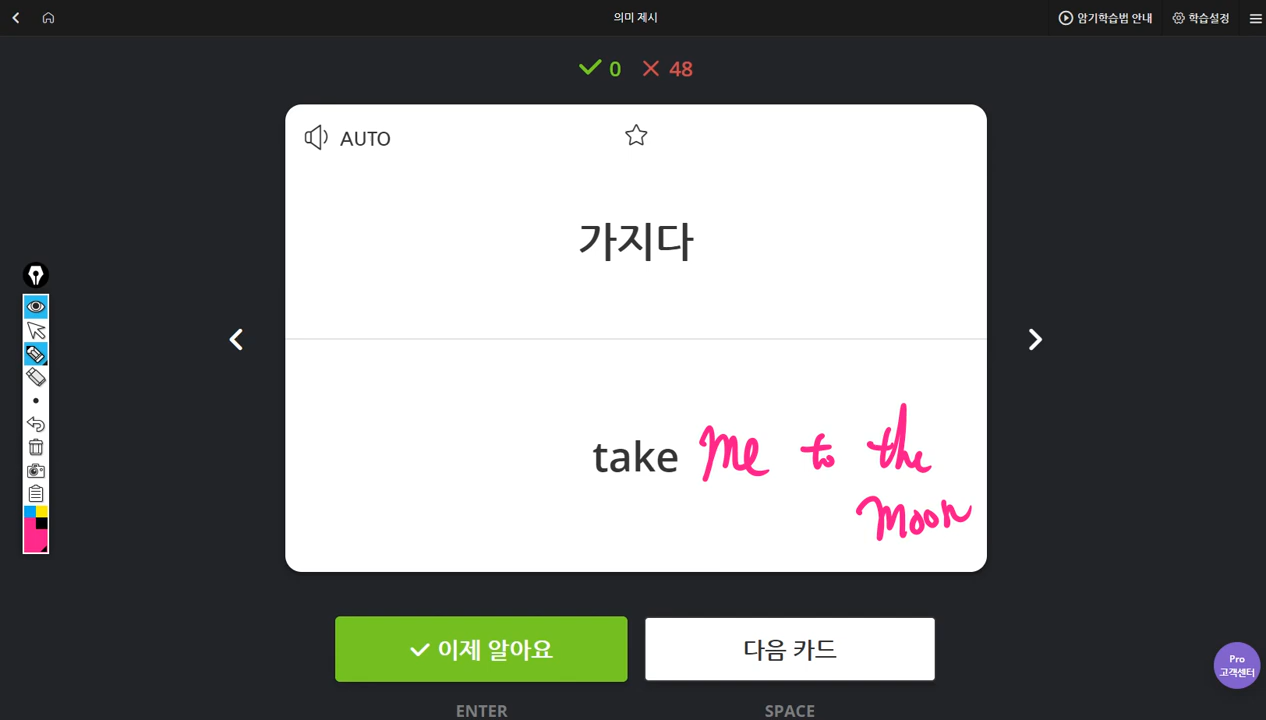 의미 제시
암기학습법 안내
학습설정
0 48
AUTO
가지다
take me to the
moon
이제 알아요
다음 카드
ENTER
SPACE
Pro
고객센터